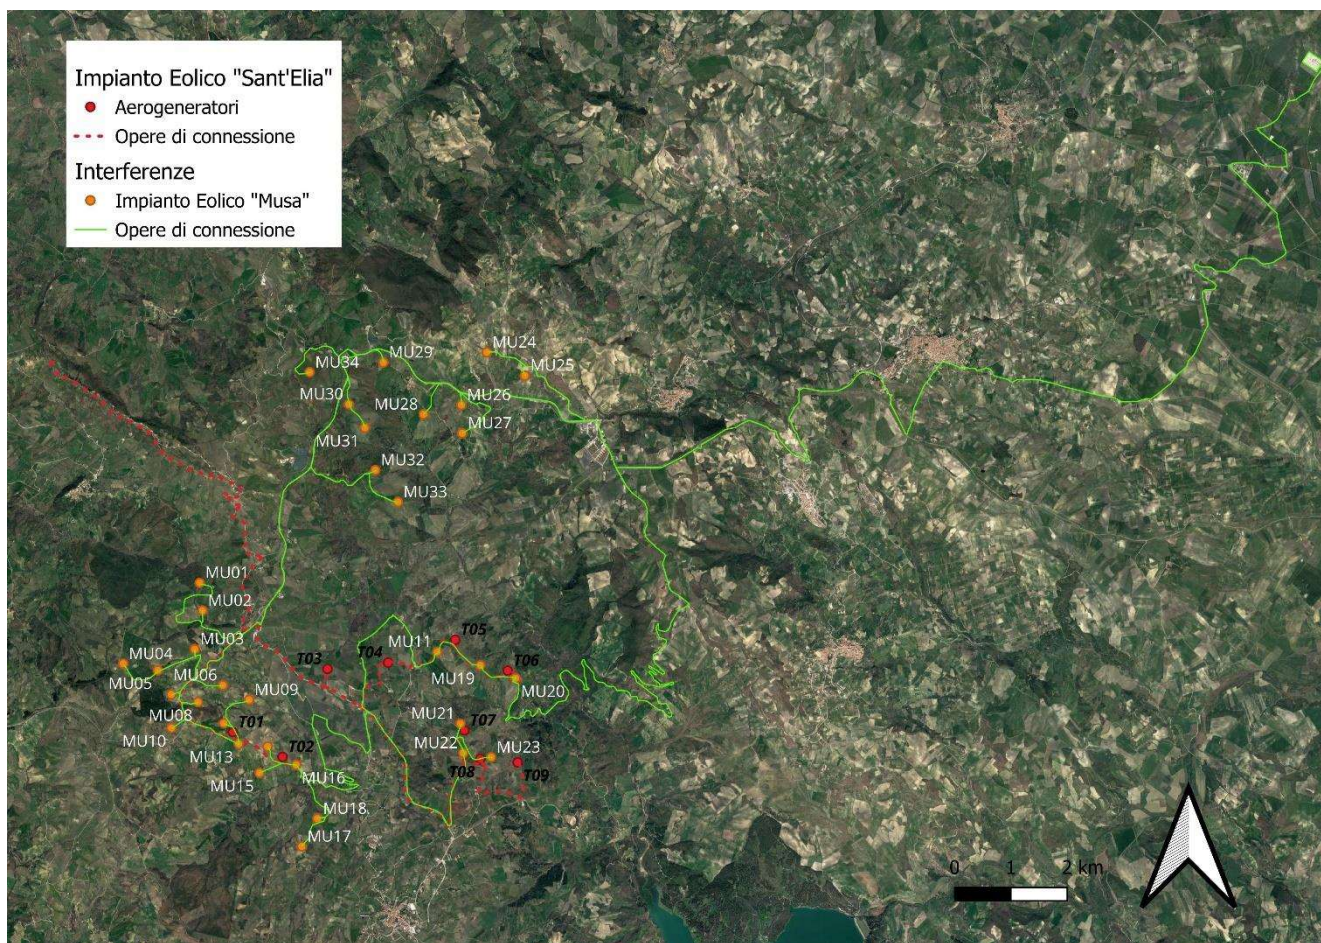 Impianto Eolico "Sant'Elia"
Aerogeneratori
Opere di connessione
Interferenze
Impianto Eolico "Musa"
Opere di connessione
MU24
MU29
MU34
MU25
MU30
MU28
MU26
MU27
MU31
MU32
MU33
MU01
MU02
MU03
MU11
T05
MU04
T03
T04
T06
MU05
MU06
MU19
MU20
MU09
MU08
MU21
T01
T07
MU10
MU13
T02
MU22
MU23
MU15
MU16
T08
T09
MU18
MU17
0 1 2 km